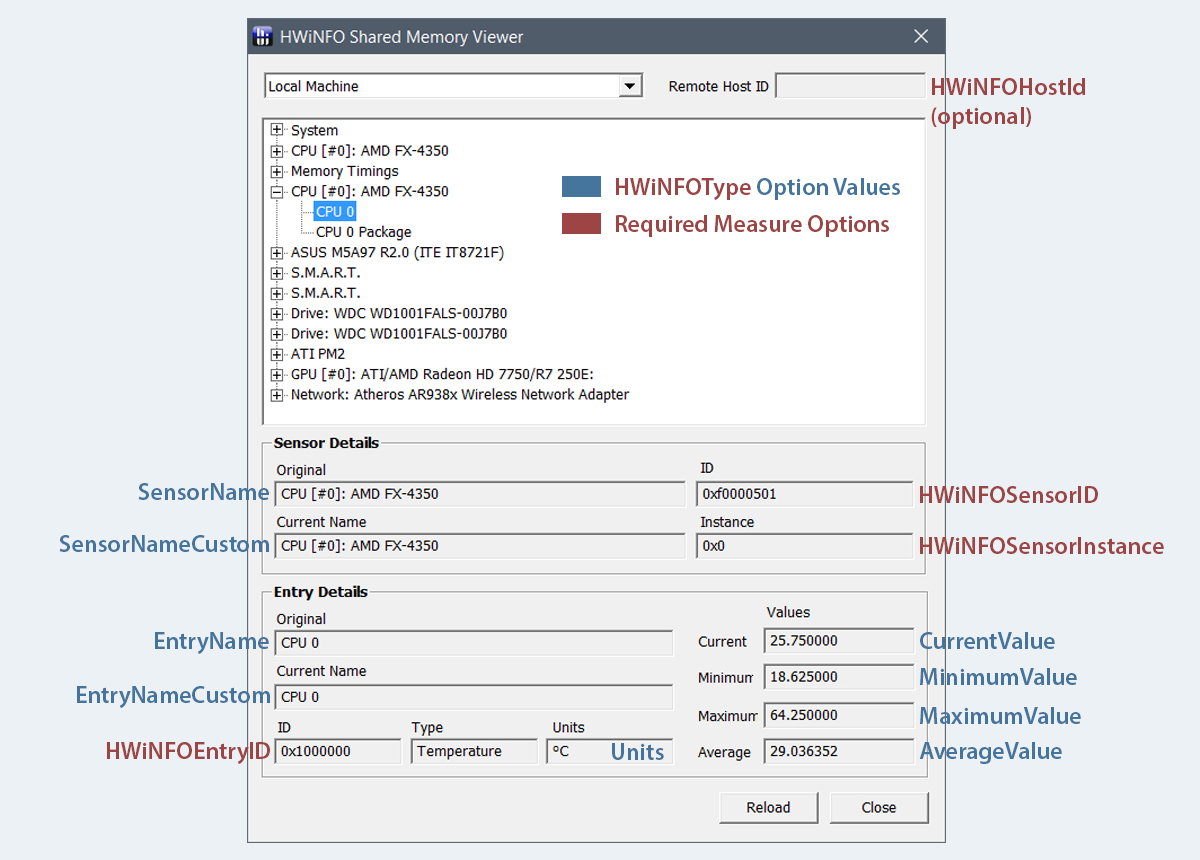 HWiNFO Shared Memory Viewer
Local Machine
Remote Host ID
HWiNFOHostId
(optional)
System
CPU [#0]: AMD FX-4350
Memory Timings
CPU [#0]: AMD FX-4350
CPU 0
CPU 0 Package
ASUS M5A97 R2.0 (ITE IT8721F)
S.M.A.R.T.
S.M.A.R.T.
Drive: WDC WD1001FALS-00J7B0
Drive: WDC WD1001FALS-00J7B0
ATI PM2
GPU [#0]: ATI/AMD Radeon HD 7750/R7 250E:
Network: Atheros AR938x Wireless Network Adapter
HWiNFOType Option Values
Required Measure Options
Sensor Details
Original
ID
SensorName
CPU [#0]: AMD FX-4350
0xf0000501
HWiNFOSensorID
Current Name
Instance
SensorNameCustom
CPU [#0]: AMD FX-4350
0x0
HWiNFOSensorInstance
Entry Details
Original
Values
EntryName
CPU 0
Current
25.750000
CurrentValue
Current Name
Minimum
18.625000
MinimumValue
EntryNameCustom
CPU 0
Maximum
64.250000
MaximumValue
ID
Type
Units
HWiNFOEntryID
0x1000000
Temperature
°C
Units
Average
29.036352
AverageValue
Reload
Close